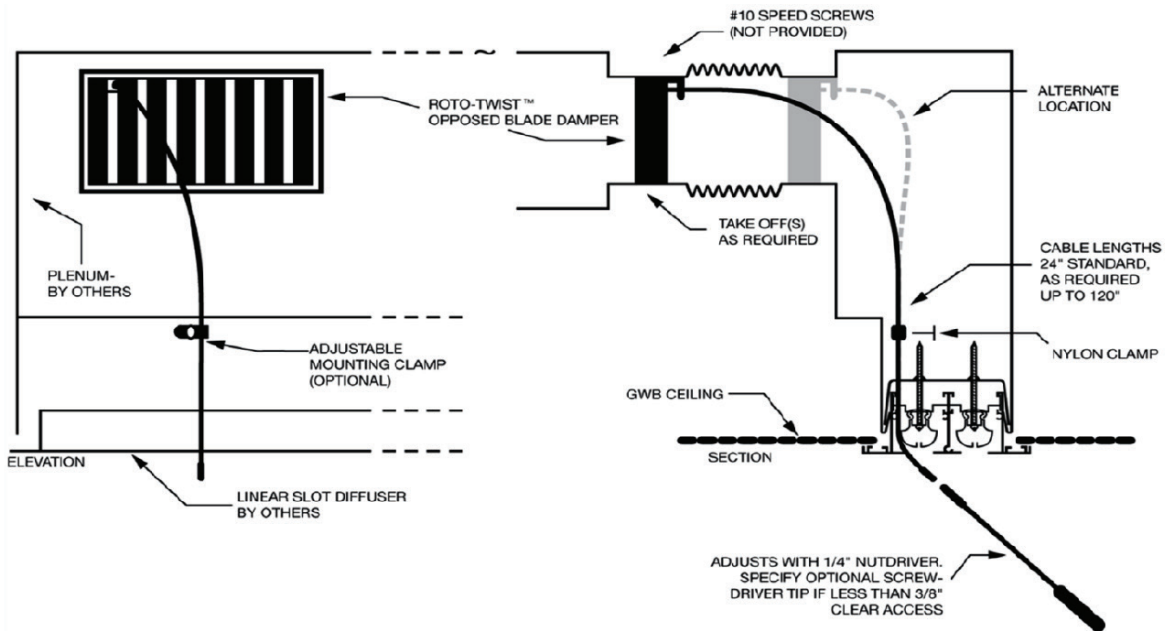 #10 SPEED SCREWS
(NOT PROVIDED)
ROTO-TWIST™
OPPOSED BLADE DAMPER
ALTERNATE
LOCATION
TAKE OFF(S)
AS REQUIRED
PLENUM-
BY OTHERS
CABLE LENGTHS
24" STANDARD,
AS REQUIRED
UP TO 120"
ADJUSTABLE
MOUNTING CLAMP
(OPTIONAL)
NYLON CLAMP
GWB CEILING
ELEVATION
SECTION
LINEAR SLOT DIFFUSER
BY OTHERS
ADJUSTS WITH 1/4" NUTDRIVER.
SPECIFY OPTIONAL SCREW-
DRIVER TIP IF LESS THAN 3/8"
CLEAR ACCESS